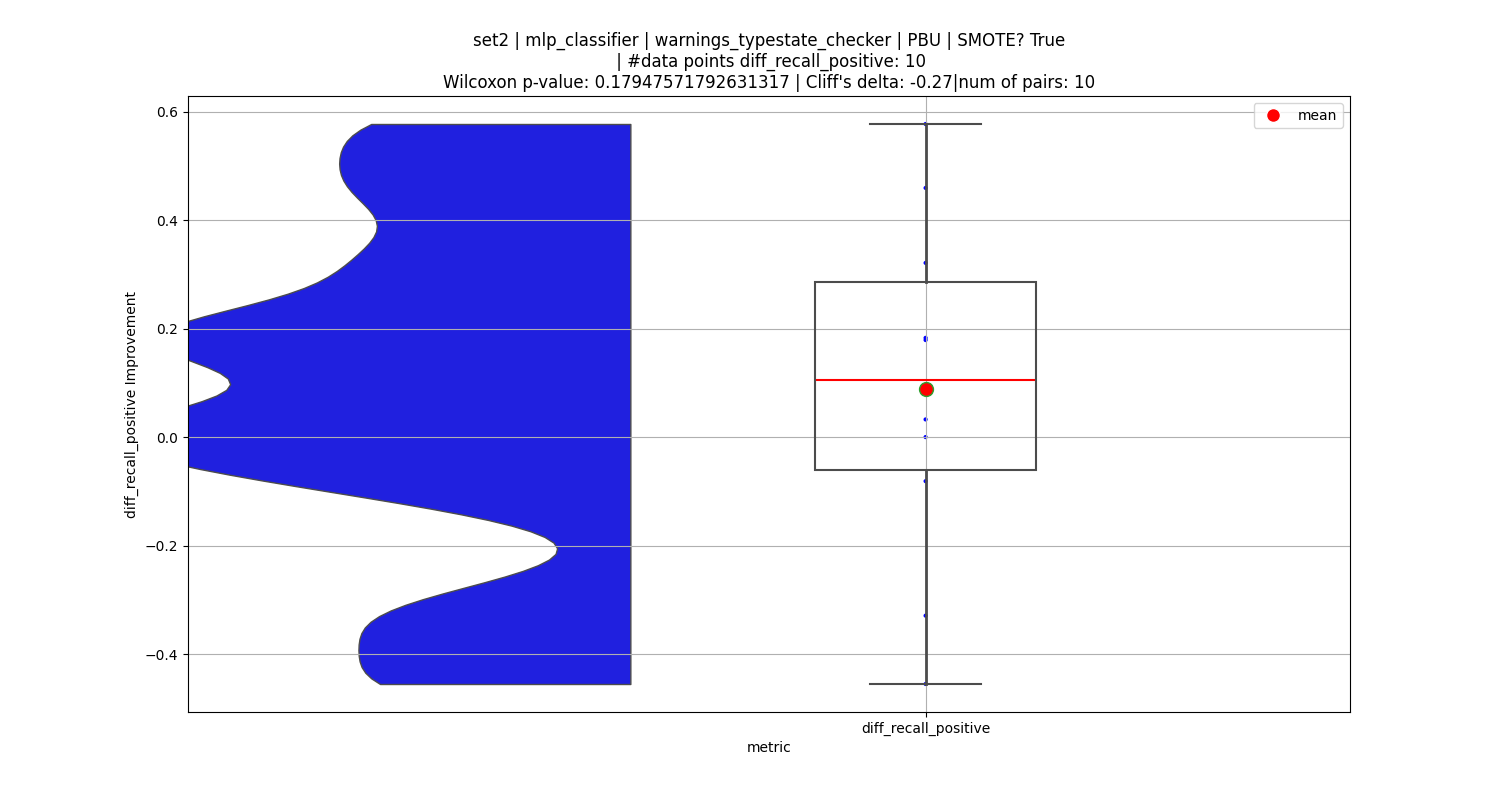 set2 | mlp_classifier | warnings_typestate_checker | PBU | SMOTE? True
| #data points diff_recall_positive: 10
Wilcoxon p-value: 0.17947571792631317 | Cliff's delta: -0.27|num of pairs: 10
mean
0.6
0.4
0.2
0.0
−0.2
−0.4
diff_recall_positive Improvement
diff_recall_positive
metric